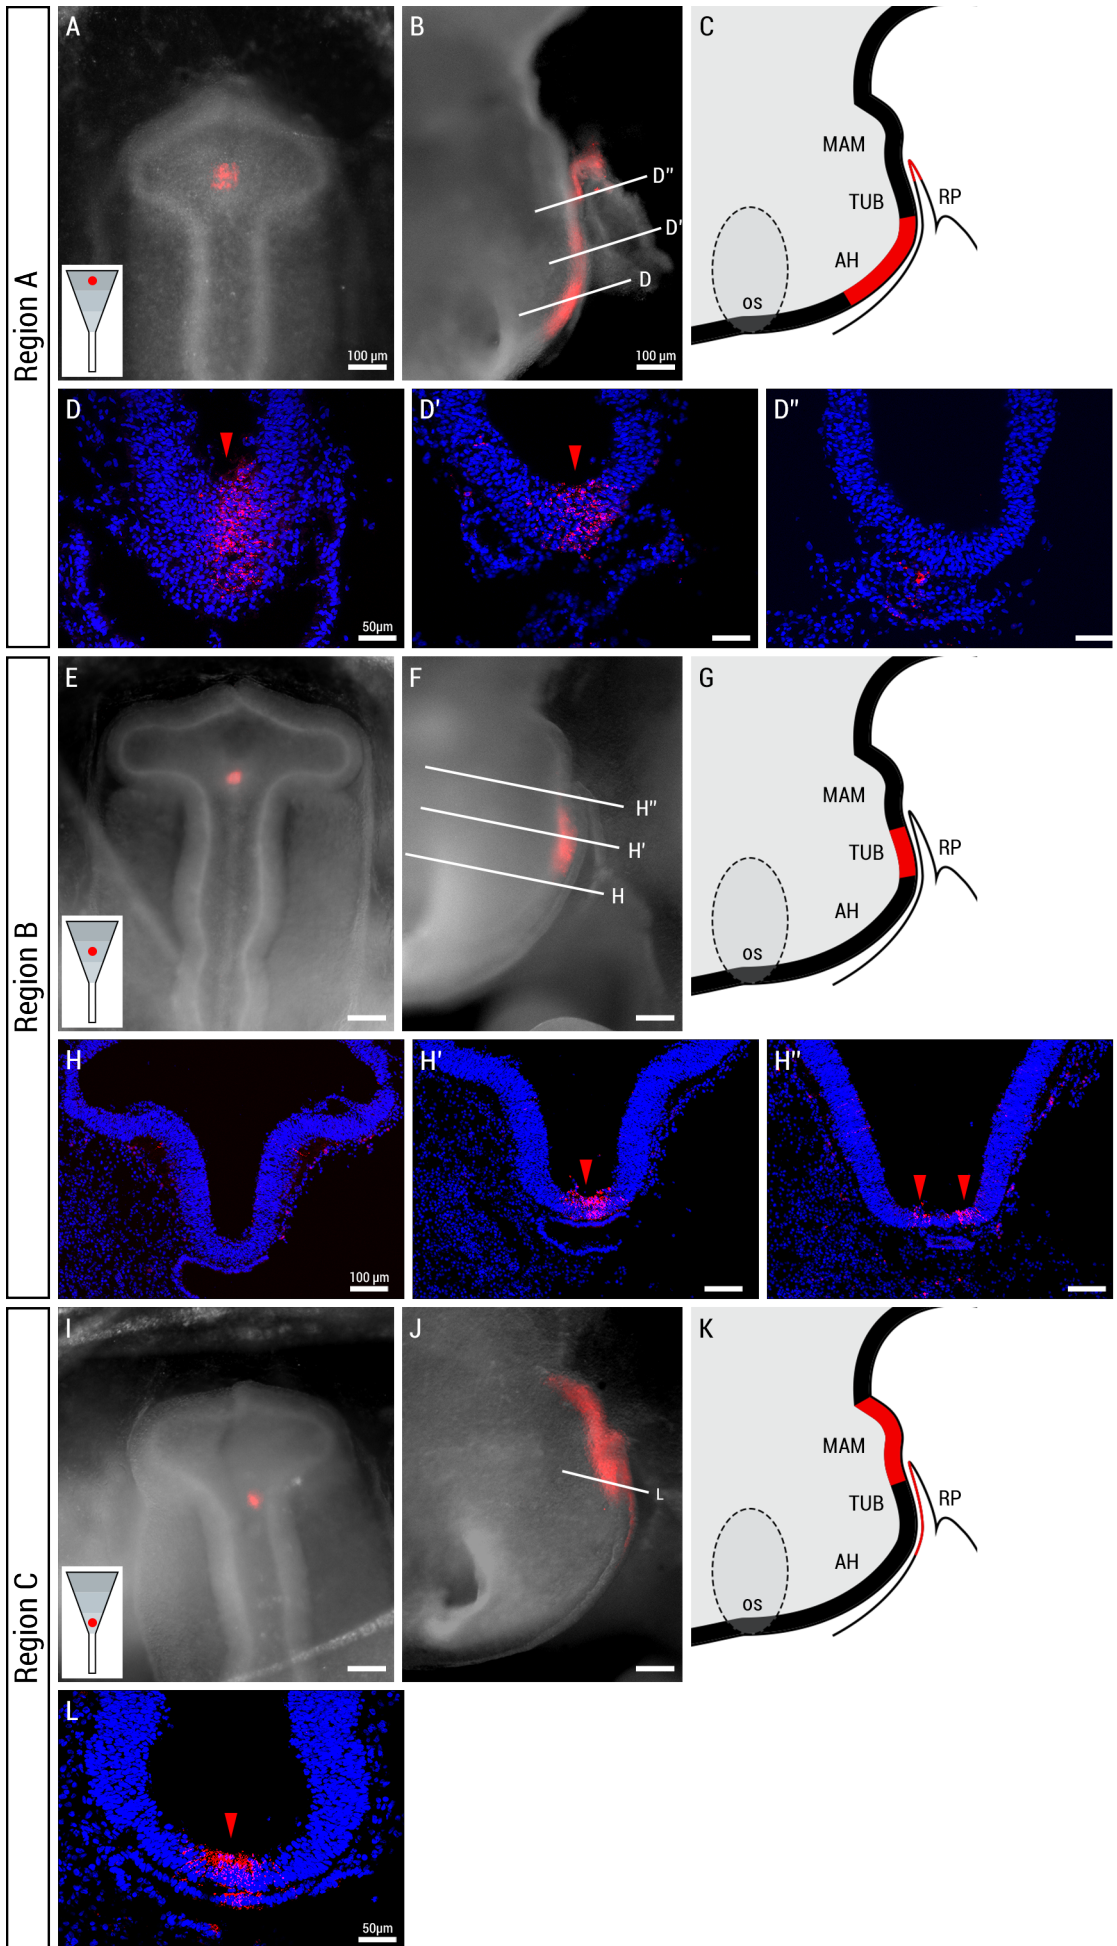 Region A
A
100 µm
B
D"
D'
D
100 µm
C
MAM
TUB
RP
AH
os
D
50µm
D'
D"
Region B
E
F
H"
H'
H
G
MAM
TUB
RP
AH
os
H
100 µm
H'
H"
Region C
I
J
L
K
MAM
TUB
RP
AH
os
L
50µm